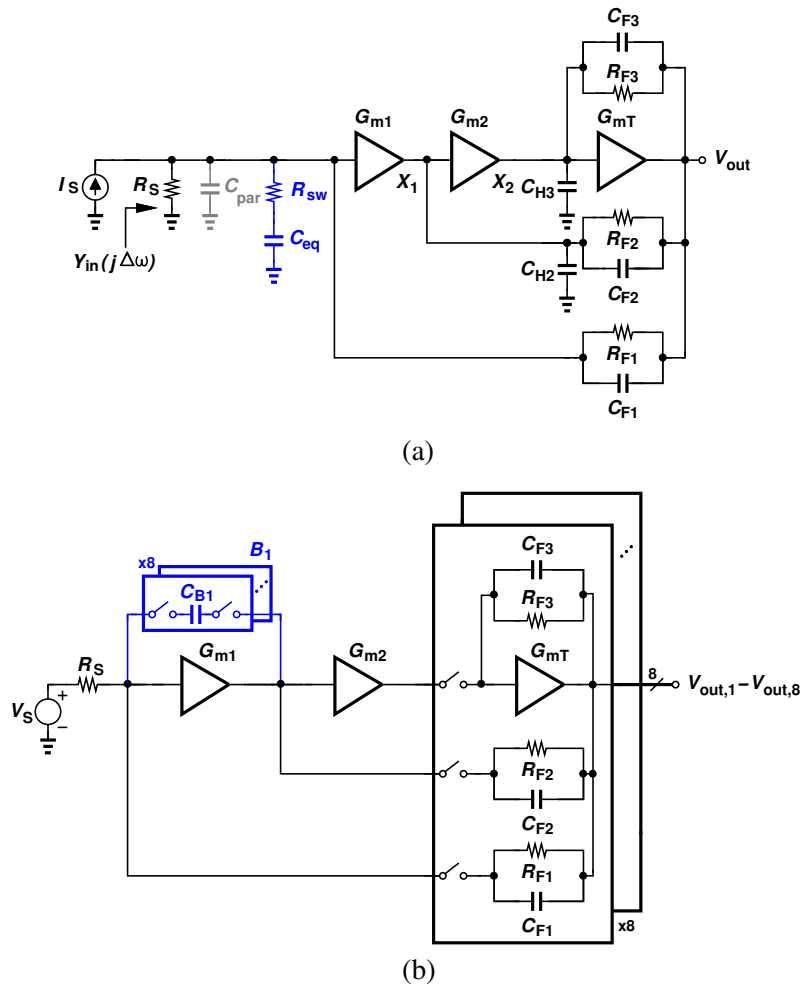 C_F3
R_F3
G_m1
G_m2
G_mT
V_out
I_S
R_S
C_par
R_sw
X_1
X_2
C_H3
C_eq
R_F2
Y_in (j Δω)
C_H2
C_F2
R_F1
C_F1
(a)
x8
B_1
C_B1
C_F3
R_F3
R_S
G_m1
G_m2
G_mT
8
V_out,1 – V_out,8
V_S
+
−
R_F2
C_F2
R_F1
C_F1
x8
(b)